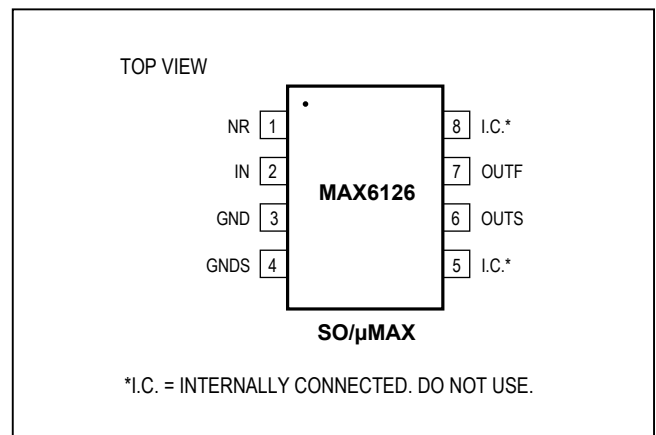 TOP VIEW
NR 1
IN 2
GND 3
GNDS 4
MAX6126
8 I.C.*
7 OUTF
6 OUTS
5 I.C.*
SO/µMAX
*I.C. = INTERNALLY CONNECTED. DO NOT USE.